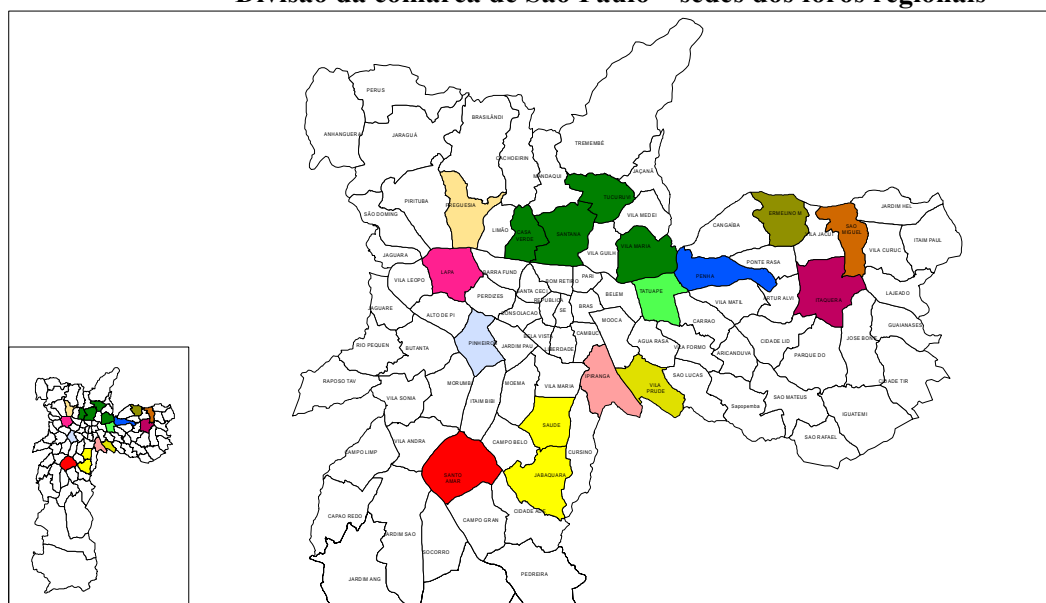 Divisão da comarca de São Paulo – sedes dos foros regionais
PERUS
BRASILÂNDI
ANHANGUERA
JARAGUÁ
TREMEMBÉ
CACHOEIRIN
MANDAQUI
JAÇANÃ
TUCURUVI
PIRITUBA
FREGUESIA
SÃO DOMING
LIMÃO
CASA
VERDE
SANTANA
VILA MEDEI
CANGAÍBA
ERMELINO M
JARDIM HEL
SAO
MIGUEL
VILA JACUI
ITAIM PAUL
VILA MARIA
VILA CURUC
VILA GUILH
JAGUARA
PONTE RASA
LAPA
BARRA FUND
PARI
PENHA
VILA LEOPO
BOM RETIRO
SANTA CECI
BELEM
TATUAPE
LAJEADO
PERDIZES
REPUBLICA
VILA MATIL
ARTUR ALVI
ITAQUERA
JAGUARE
CONSOLACAO
SE
BRAS
ALTO DE PI
MOOCA
CARRAO
GUAIANASES
BELA VISTA
CAMBUC
AGUA RASA
JOSE BONI
RIO PEQUEN
BUTANTA
PINHEIROS
JARDIM PAU
LIBERDADE
VILA FORMO
ARICANDUVA
CIDADE LID
PARQUE DO
RAPOSO TAV
MORUMBI
MOEMA
VILA MARIA
IPIRANGA
VILA
PRUDE
SAO LUCAS
CIDADE TIR
VILA SONIA
ITAIM BIBI
SAO MATEUS
Sapopemba
IGUATEMI
SAUDE
SAO RAFAEL
VILA ANDRA
CAMPO BELO
CAMPO LIMP
CURSINO
SANTO
AMAR
JABAQUARA
CAPAO REDO
CAMPO GRAN
CIDADE ADE
JARDIM SAO
SOCORRO
JARDIM ANG
PEDREIRA